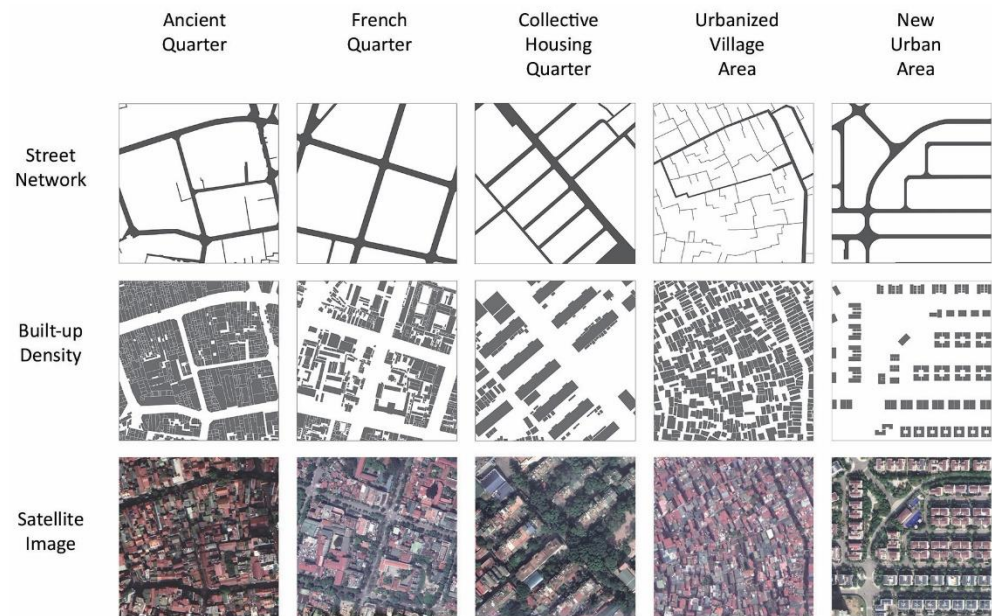 Ancient
Quarter
French
Quarter
Collective
Housing
Quarter
Urbanized
Village
Area
New
Urban
Area
Street
Network
Built-up
Density
Satellite
Image